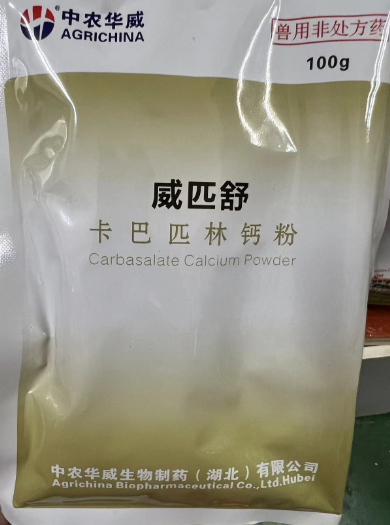 中农华威
AGRICHINA
兽用非处方药
100g
威匹舒
卡巴匹林钙粉
Carbasalate Calcium Powder
中农华威生物制药（湖北）有限公司
Agrichina Biopharmaceutical Co.,Ltd.Hubei